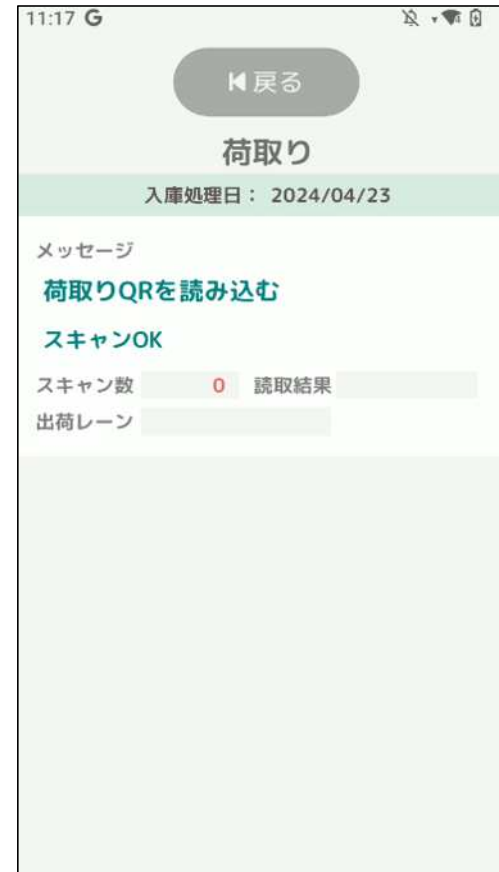 11:17 G
戻る
荷取り
入庫処理日： 2024/04/23
メッセージ
荷取りQRを読み込む
スキャンOK
スキャン数 0 読取結果
出荷レーン